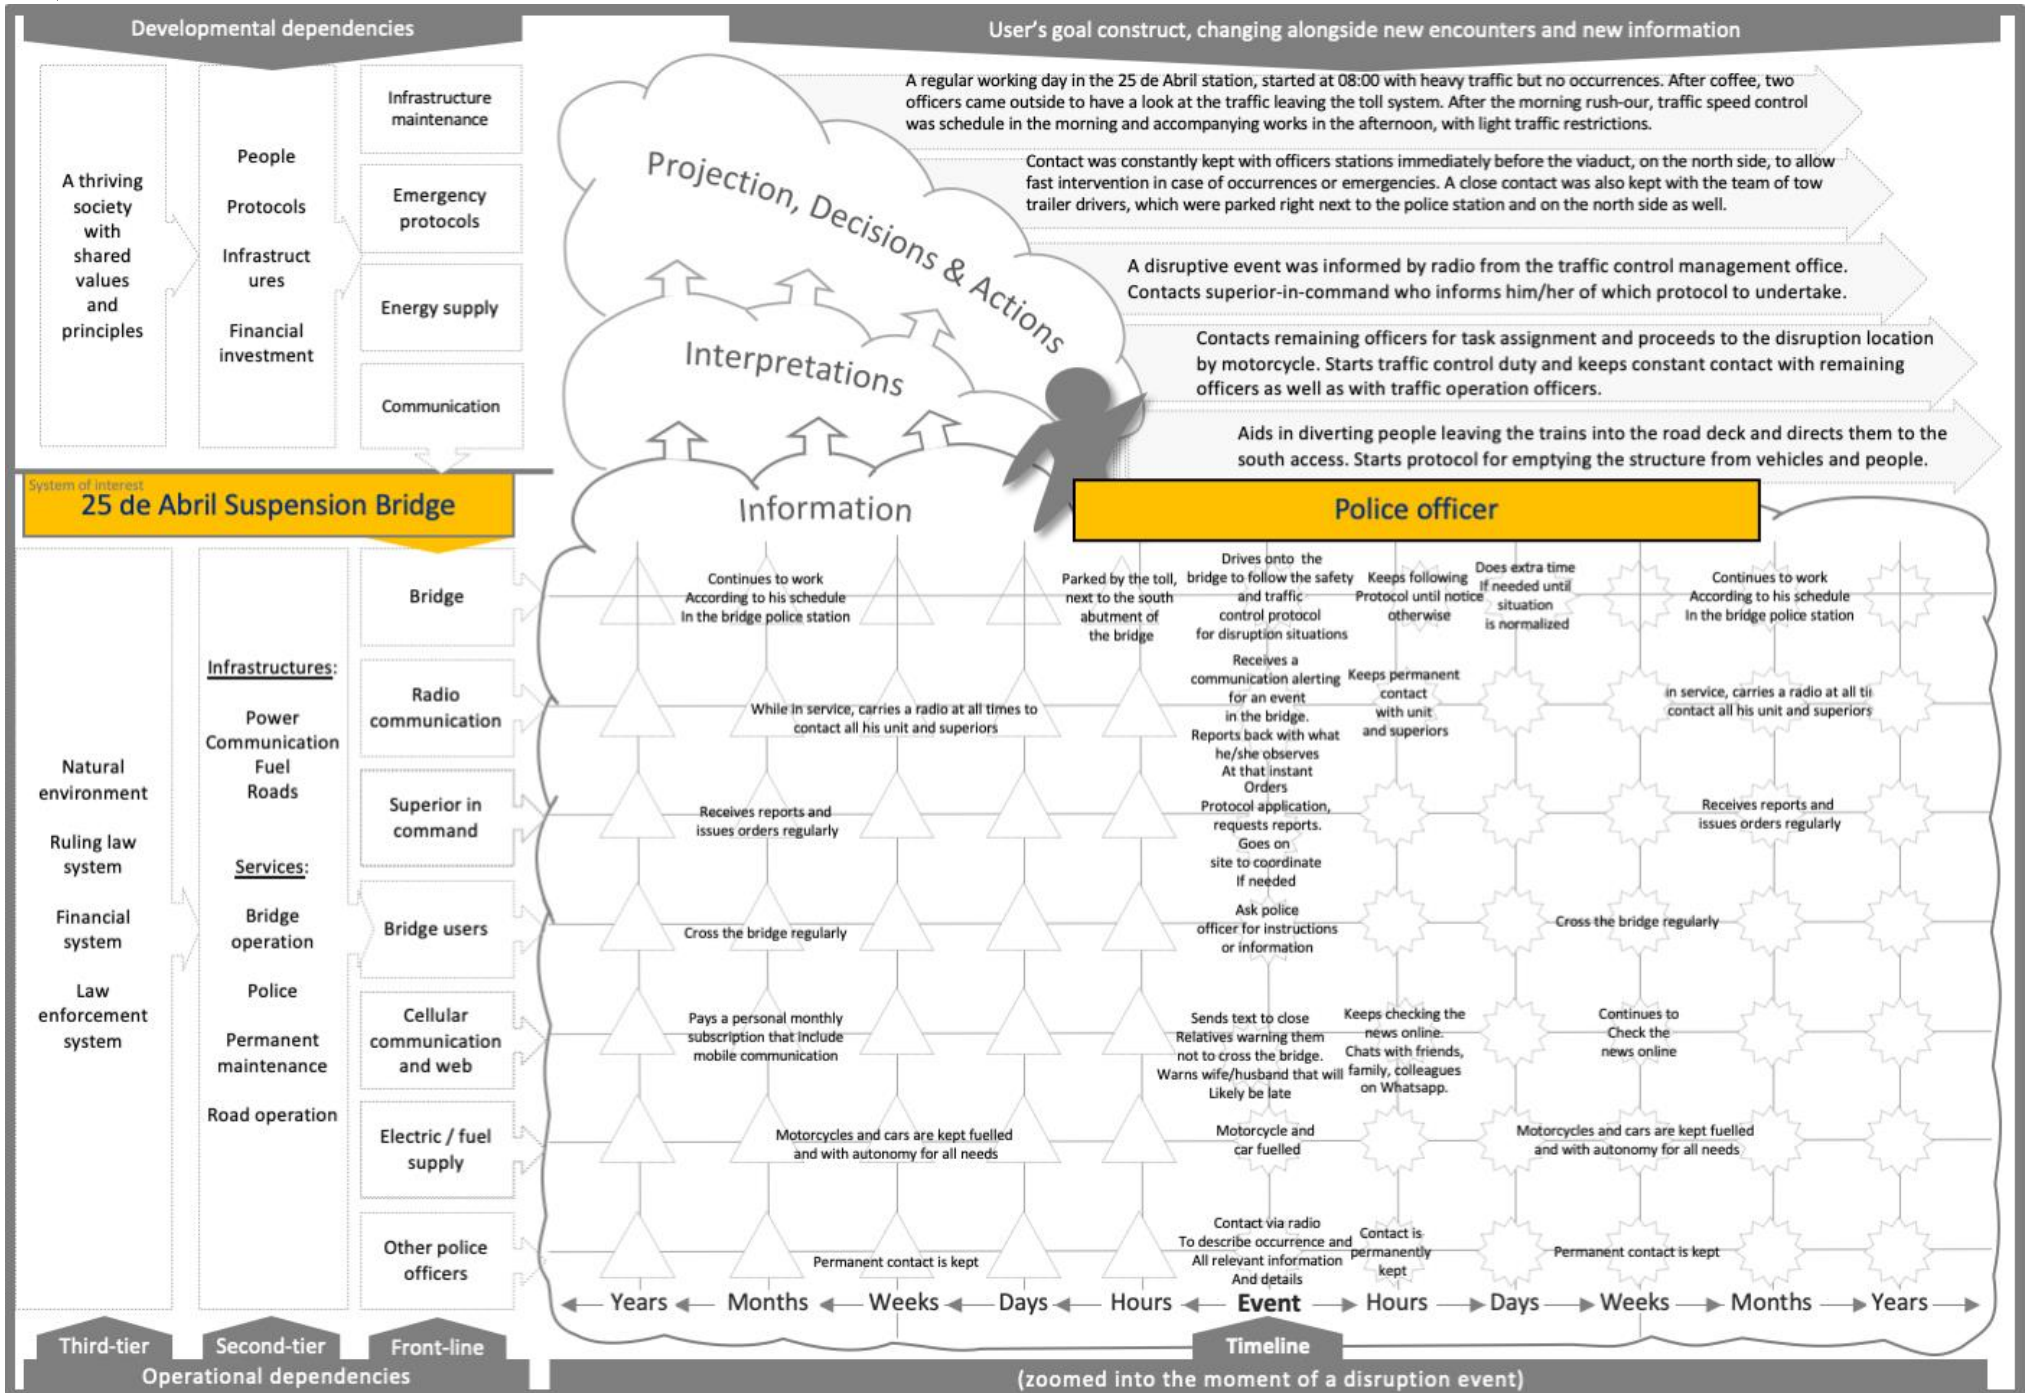 Developmental dependencies
User's goal construct, changing alongside new encounters and new information
A thriving
society
with
shared
values
and
principles
People
Protocols
Infrastruct
ures
Financial
investment
Infrastructure
maintenance
Emergency
protocols
Energy supply
Communication
A regular working day in the 25 de Abril station, started at 08:00 with heavy traffic but no occurrences. After coffee, two
officers came outside to have a look at the traffic leaving the toll system. After the morning rush-our, traffic speed control
was schedule in the morning and accompanying works in the afternoon, with light traffic restrictions.
Contact was constantly kept with officers stations immediately before the viaduct, on the north side, to allow
fast intervention in case of occurrences or emergencies. A close contact was also kept with the team of tow
trailer drivers, which were parked right next to the police station and on the north side as well.
A disruptive event was informed by radio from the traffic control management office.
Contacts superior-in-command who informs him/her of which protocol to undertake.
Contacts remaining officers for task assignment and proceeds to the disruption location
by motorcycle. Starts traffic control duty and keeps constant contact with remaining
officers as well as with traffic operation officers.
Aids in diverting people leaving the trains into the road deck and directs them to the
south access. Starts protocol for emptying the structure from vehicles and people.
Projection, Decisions & Actions
Interpretations
Information
System of interest
25 de Abril Suspension Bridge
Police officer
Natural
environment
Ruling law
system
Financial
system
Law
enforcement
system
Infrastructures:
Power
Communication
Fuel
Roads
Services:
Bridge
operation
Police
Permanent
maintenance
Road operation
Bridge
Continues to work
According to his schedule
In the bridge police station
Parked by the toll,
next to the south
abutment of
the bridge
Drives onto the
bridge to follow the safety
and traffic
control protocol
for disruption situations
Keeps following
Protocol until notice
otherwise
Does extra time
If needed until
situation
is normalized
Continues to work
According to his schedule
In the bridge police station
Radio
communication
While in service, carries a radio at all times to
contact all his unit and superiors
Receives a
communication alerting
for an event
in the bridge.
Reports back with what
he/she observes
At that instant
Keeps permanent
contact
with unit
and superiors
in service, carries a radio at all ti
contact all his unit and superiors
Superior in
command
Receives reports and
issues orders regularly
Orders
Protocol application,
requests reports.
Goes on
site to coordinate
If needed
Receives reports and
issues orders regularly
Bridge users
Cross the bridge regularly
Ask police
officer for instructions
or information
Cross the bridge regularly
Cellular
communication
and web
Pays a personal monthly
subscription that include
mobile communication
Sends text to close
Relatives warning them
not to cross the bridge.
Warns wife/husband that will
Likely be late
Keeps checking the
news online.
Chats with friends,
family, colleagues
on Whatsapp.
Continues to
Check the
news online
Electric / fuel
supply
Motorcycles and cars are kept fuelled
and with autonomy for all needs
Motorcycle and
car fuelled
Motorcycles and cars are kept fuelled
and with autonomy for all needs
Other police
officers
Permanent contact is kept
Contact via radio
To describe occurrence and
All relevant information
And details
Contact is
permanently
kept
Permanent contact is kept
Years Months Weeks Days Hours Event Hours Days Weeks Months Years
Third-tier Second-tier Front-line
Timeline
Operational dependencies
(zoomed into the moment of a disruption event)